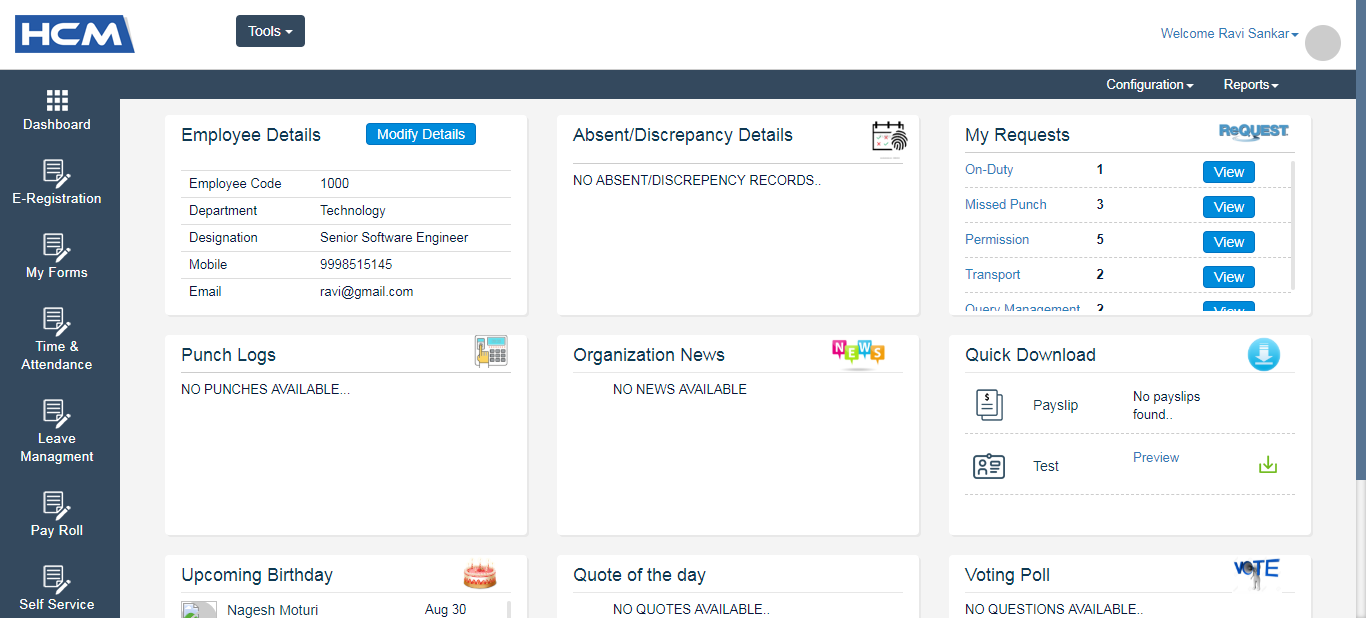 HCM
Tools
Welcome Ravi Sankar
Configuration
Reports
Dashboard
E-Registration
My Forms
Time &
Attendance
Leave
Managment
Pay Roll
Self Service
Employee Details
Modify Details
Employee Code 1000
Department Technology
Designation Senior Software Engineer
Mobile 9998515145
Email ravi@gmail.com
Absent/Discrepancy Details
NO ABSENT/DISCREPENCY RECORDS..
My Requests
ReQUEST
On-Duty 1 View
Missed Punch 3 View
Permission 5 View
Transport 2 View
Query Management 2 View
Punch Logs
NO PUNCHES AVAILABLE...
Organization News
NEWS
NO NEWS AVAILABLE
Quick Download
Payslip
No payslips
found..
Test
Preview
Upcoming Birthday
Nagesh Moturi Aug 30
Quote of the day
NO QUOTES AVAILABLE..
Voting Poll
VOTE
NO QUESTIONS AVAILABLE..